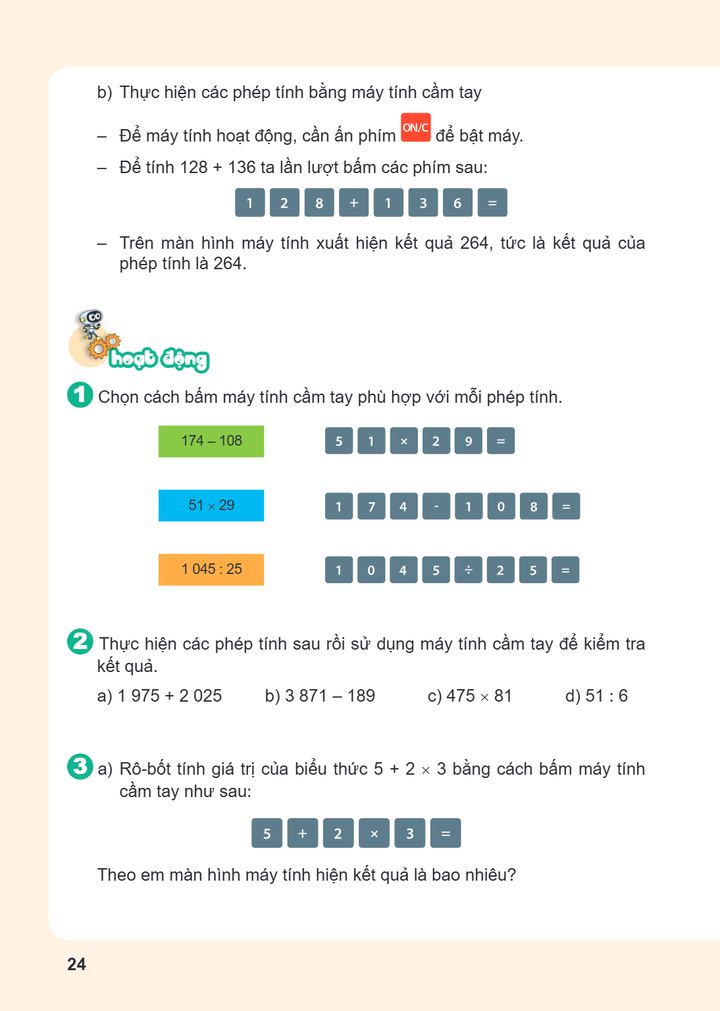 b) Thực hiện các phép tính bằng máy tính cầm tay
– Để máy tính hoạt động, cần ấn phím ON/C để bật máy.
– Để tính 128 + 136 ta lần lượt bấm các phím sau:
1 2 8 + 1 3 6 =
– Trên màn hình máy tính xuất hiện kết quả 264, tức là kết quả của
phép tính là 264.
hoạt động
1 Chọn cách bấm máy tính cầm tay phù hợp với mỗi phép tính.
174 – 108 5 1 × 2 9 =
51 × 29 1 7 4 - 1 0 8 =
1 045 : 25 1 0 4 5 ÷ 2 5 =
2 Thực hiện các phép tính sau rồi sử dụng máy tính cầm tay để kiểm tra
kết quả.
a) 1 975 + 2 025 b) 3 871 – 189 c) 475 × 81 d) 51 : 6
3 a) Rô-bốt tính giá trị của biểu thức 5 + 2 × 3 bằng cách bấm máy tính
cầm tay như sau:
5 + 2 × 3 =
Theo em màn hình máy tính hiện kết quả là bao nhiêu?
24